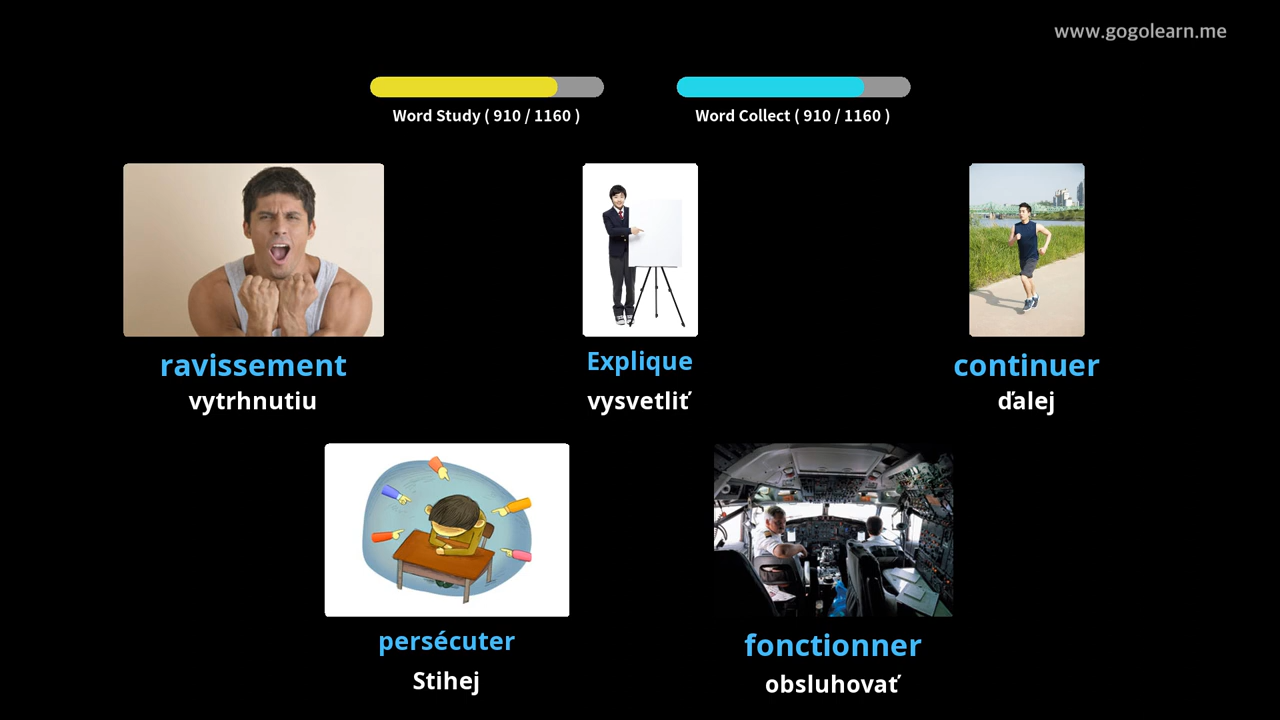 www.gogolearn.me
Word Study ( 910 / 1160 )
Word Collect ( 910 / 1160 )
ravissement
vytrhnutiu
Explique
vysvetliť
continuer
ďalej
persécuter
Stihej
fonctionner
obsluhovať